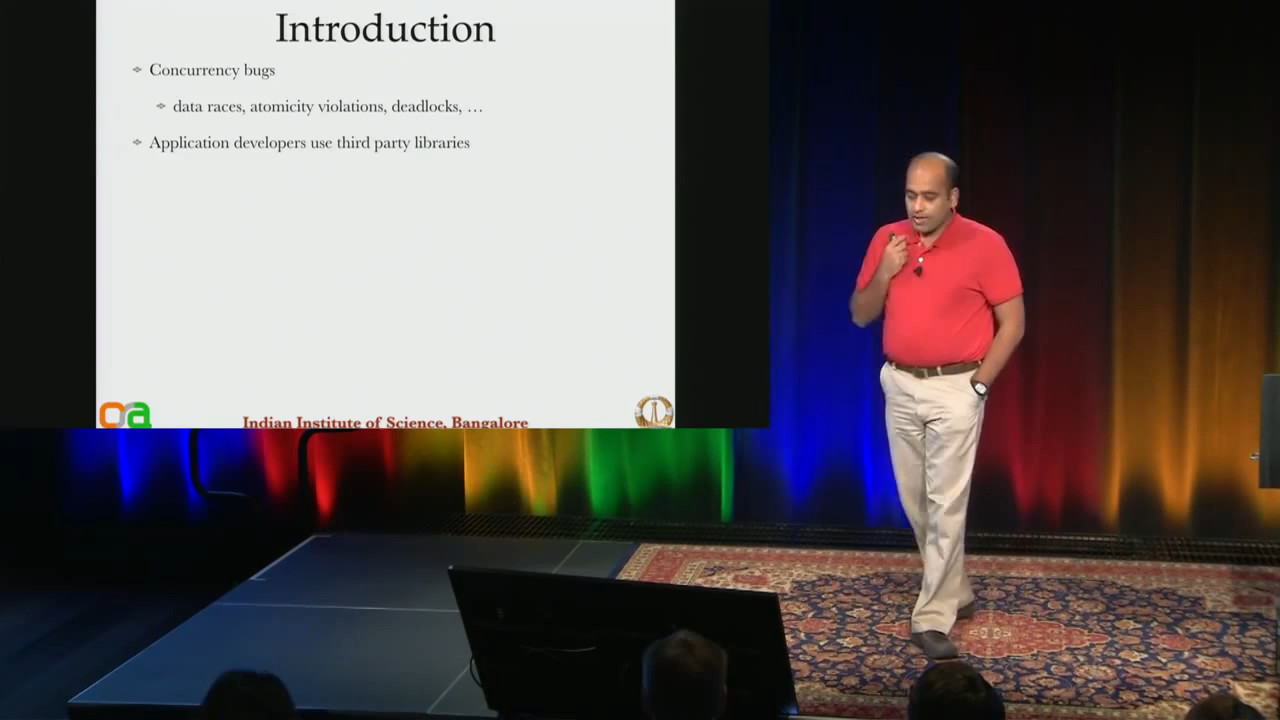 Introduction
Concurrency bugs
data races, atomicity violations, deadlocks, …
Application developers use third party libraries
Indian Institute of Science, Bangalore